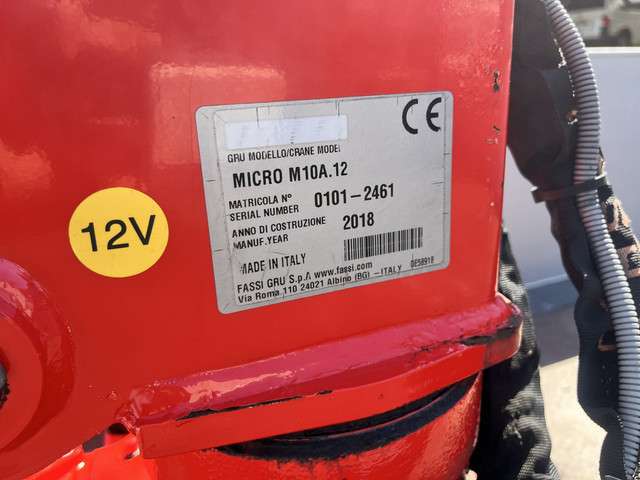 CE
GRU MODELLO/CRANE MODEL
MICRO M10A.12
MATRICOLA N°
SERIAL NUMBER 0101-2461
ANNO DI COSTRUZIONE
MANUF.YEAR 2018
MADE IN ITALY
DE58918
FASSI GRU S.p.A www.fassi.com
Via Roma 110 24021 Albino (BG) - ITALY
12V